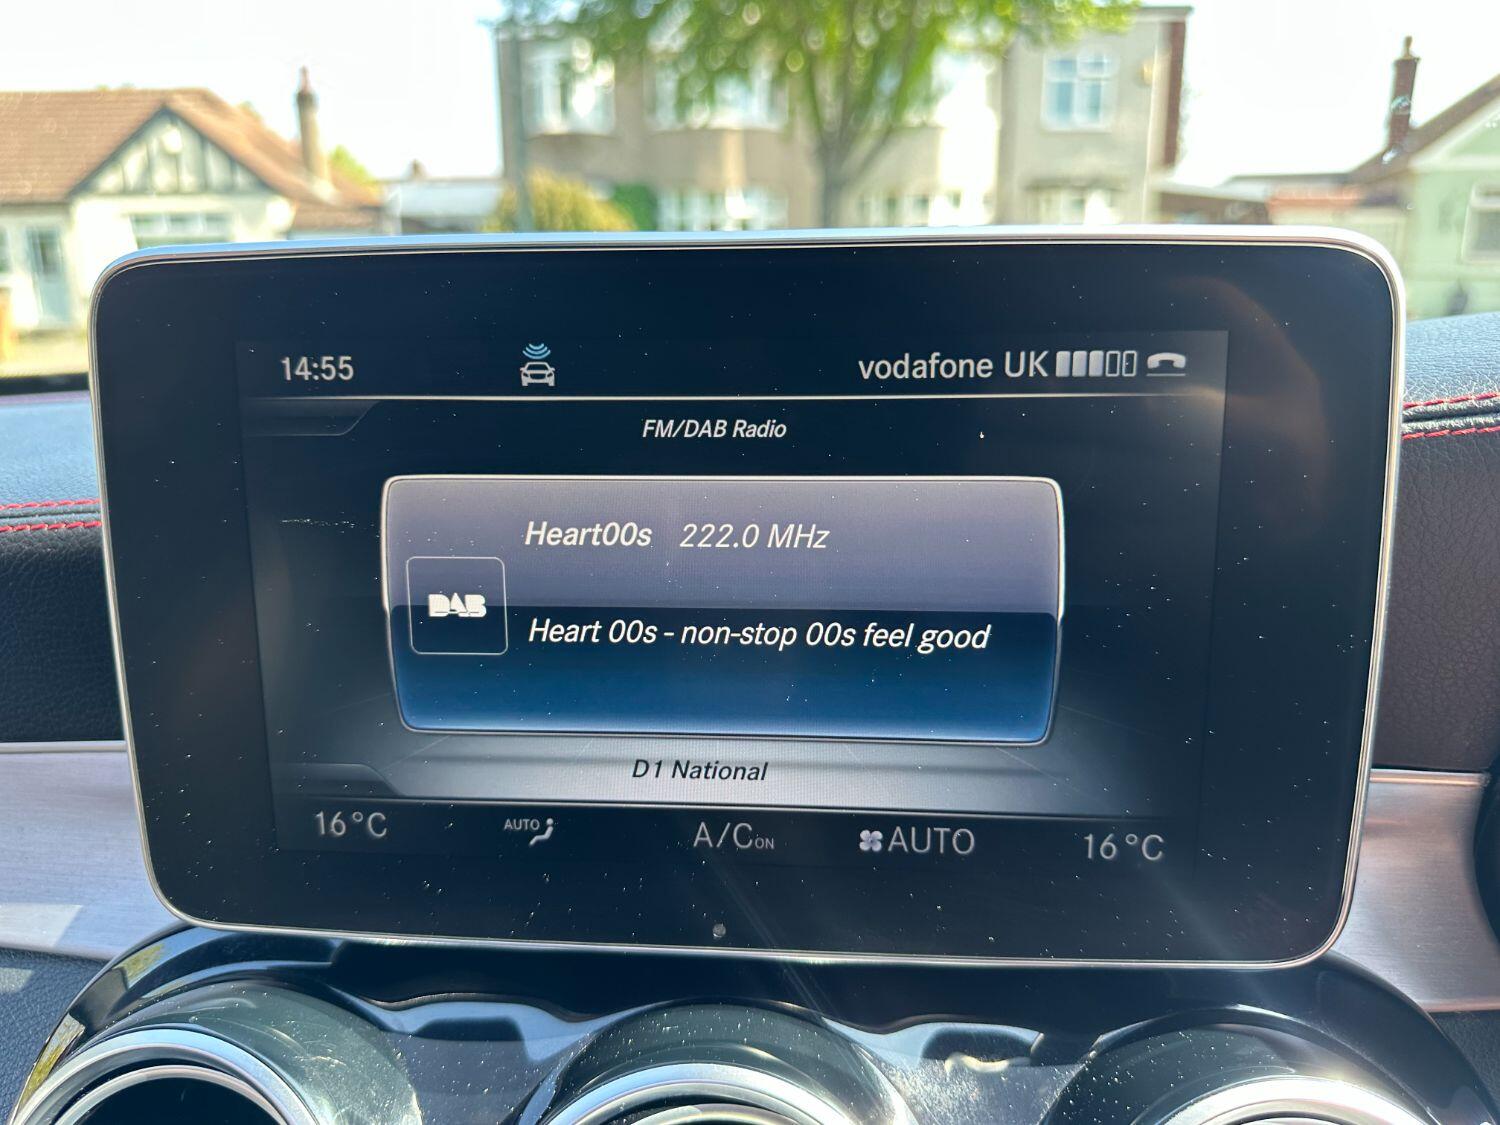 14:55 vodafone UK
FM/DAB Radio
Heart00s 222.0 MHz
DAB
Heart 00s - non-stop 00s feel good
D1 National
16°C AUTO A/C ON AUTO 16°C